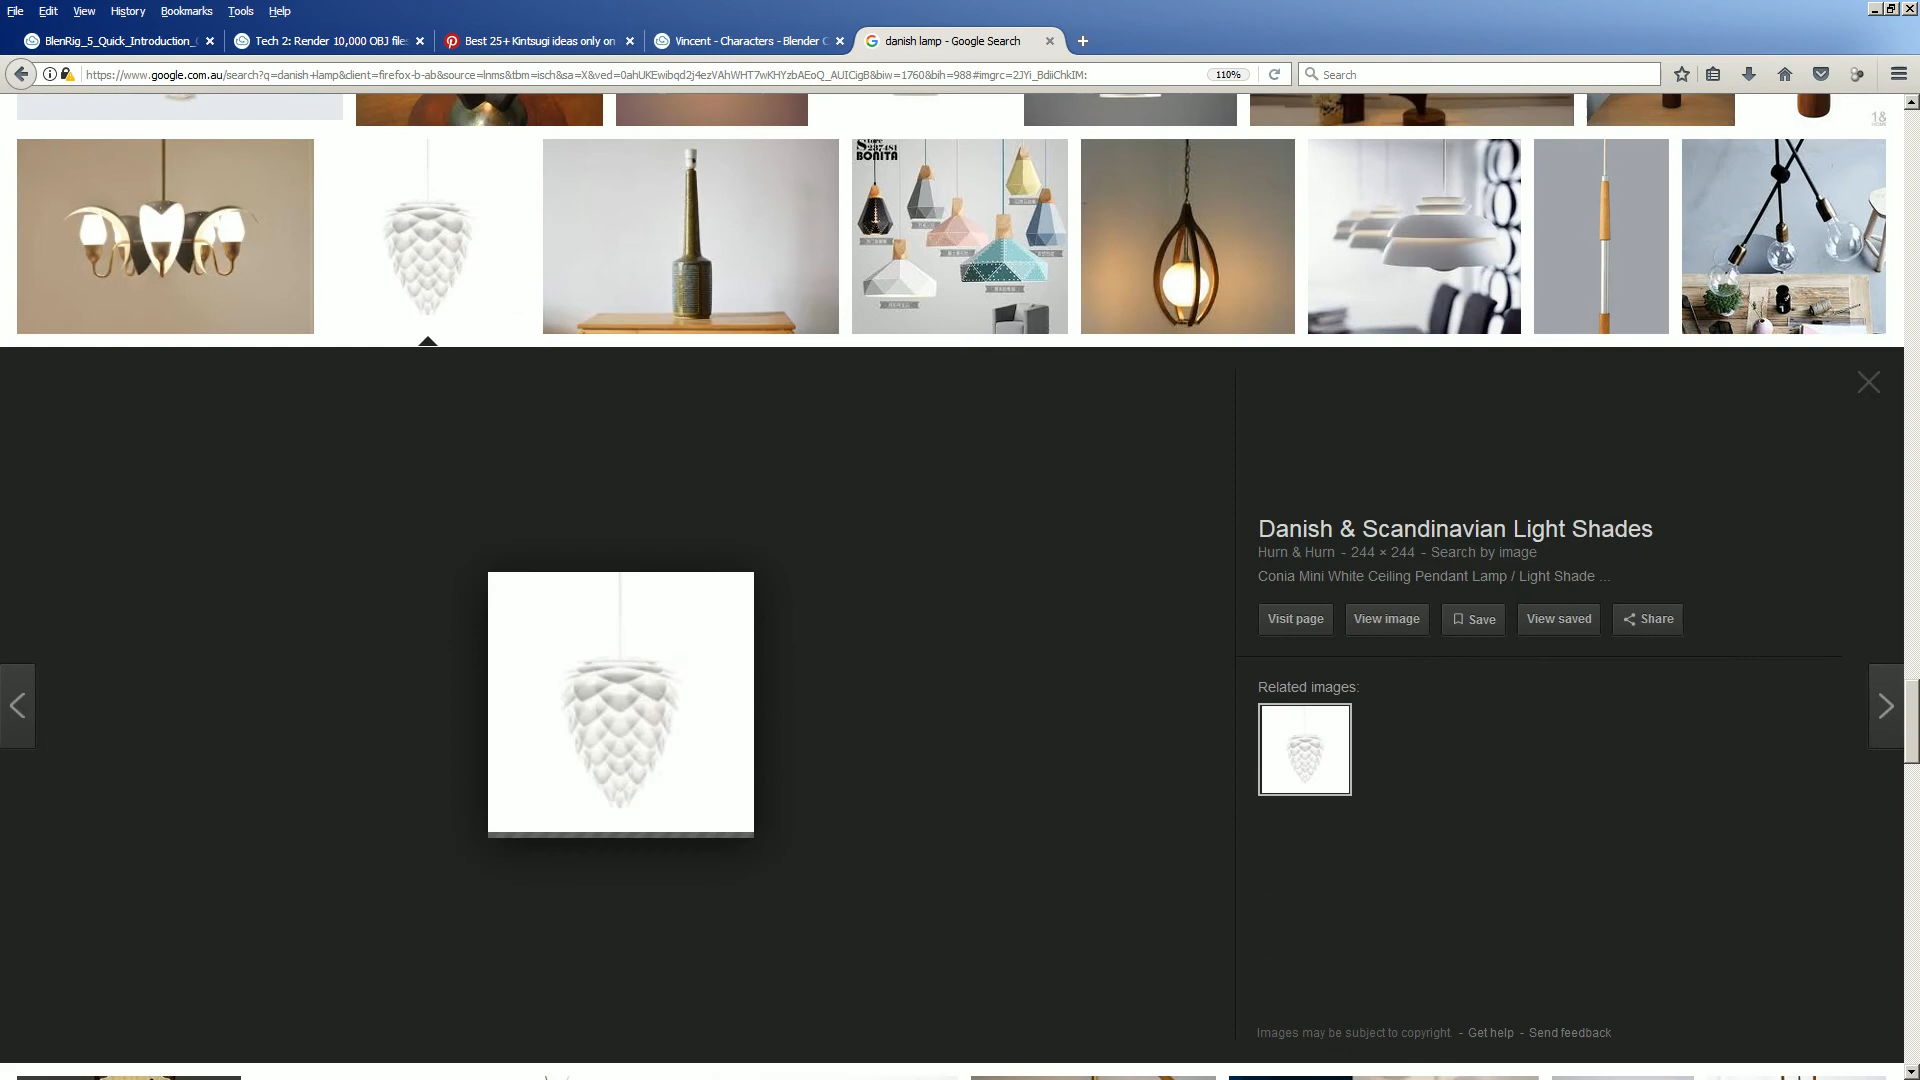 File Edit View History Bookmarks Tools Help
BlenRig_5_Quick_Introduction_
Tech 2: Render 10,000 OBJ file
Best 25+ Kintsugi ideas only on
Vincent - Characters - Blender C
danish lamp - Google Search
https://www.google.com.au/search?q=danish+lamp&client=firefox-b-ab&source=lnms&tbm=isch&sa=X&ved=0ahUKEwibqd2j4ezVAhWHT7wKHYzbAEoQ_AUICigB&biw=1760&bih=988#imgrc=2JYi_BdiiChkIM:
110%
Search
1&
BONITA
Danish & Scandinavian Light Shades
Hurn & Hurn - 244 × 244 - Search by image
Conia Mini White Ceiling Pendant Lamp / Light Shade ...
Visit page View image Save View saved Share
Related images:
Images may be subject to copyright. - Get help - Send feedback